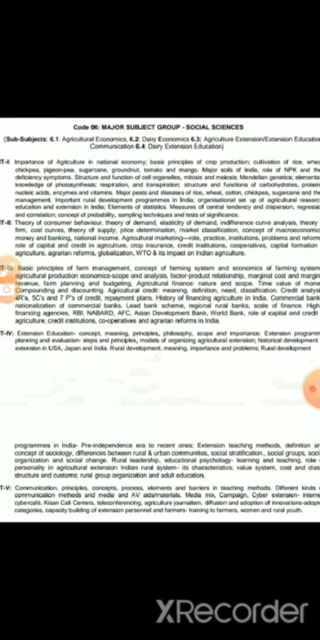 Code 06: MAJOR SUBJECT GROUP - SOCIAL SCIENCES
(Sub-Subjects: 6.1: Agricultural Economics, 6.2: Dairy Economics 6.3: Agriculture Extension/Extension Education
Communication 6.4: Dairy Extension Education)
IT-I: Importance of Agriculture in national economy; basic principles of crop production; cultivation of rice, whea
chickpea, pigeon-pea, sugarcane, groundnut, tomato and mango. Major soils of India, role of NPK and the
deficiency symptoms. Structure and function of cell organelles, mitosis and meiosis; Mendelian genetics; elementa
knowledge of photosynthesis; respiration, and transpiration; structure and functions of carbohydrates, protein
nucleic acids, enzymes and vitamins. Major pests and diseases of rice, wheat, cotton, chickpea, sugarcane and the
management. Important rural development programmes in India; organisational set up of agricultural researc
education and extension in India; Elements of statistics. Measures of central tendency and dispersion, regressi
and correlation; concept of probability, sampling techniques and tests of significance.
IT-II: Theory of consumer behaviour, theory of demand, elasticity of demand, indifference curve analysis, theory
firm, cost curves, theory of supply, price determination, market classification, concept of macroeconomic
money and banking, national income. Agricultural marketing—role, practice, institutions, problems and reform
role of capital and credit in agriculture, crop insurance, credit institutions, cooperatives, capital formation
agriculture, agrarian reforms, globalization, WTO & its impact on Indian agriculture.
Basic principles of farm management, concept of farming system and economics of farming system
agricultural production economics-scope and analysis, factor-product relationship, marginal cost and margin
revenue, farm planning and budgeting, Agricultural finance: nature and scope. Time value of mone
Compounding and discounting. Agricultural credit: meaning, definition, need, classification. Credit analysi
4R's, 5C's and 7 P's of credit, repayment plans. History of financing agriculture in India. Commercial bank
nationalization of commercial banks. Lead bank scheme, regional rural banks, scale of finance. High
financing agencies, RBI, NABARD, AFC, Asian Development Bank, World Bank, role of capital and credit
agriculture; credit institutions, co-operatives and agrarian reforms in India.
IT-IV: Extension Education- concept, meaning, principles, philosophy, scope and importance; Extension programm
planning and evaluation- steps and principles, models of organizing agricultural extension; historical development
extension in USA, Japan and India. Rural development, meaning, importance and problems; Rural development
programmes in India- Pre-independence era to recent ones; Extension teaching methods, definition an
concept of sociology, differences between rural & urban communities, social stratification., social groups, soci
organization and social change. Rural leadership, educational psychology- learning and teaching, role
personality in agricultural extension Indian rural system- its characteristics; value system, cost and class
structure and customs; rural group organization and adult education.
T-V: Communication, principles, concepts, process, elements and barriers in teaching methods. Different kinds
communication methods and media and AV aids/materials. Media mix, Campaign, Cyber extension- interne
cybercafé, Kisan Call Centers, teleconferencing, agriculture journalism, diffusion and adoption of innovations-adopte
categories, capacity building of extension personnel and farmers- training to farmers, women and rural youth.
XRecorder